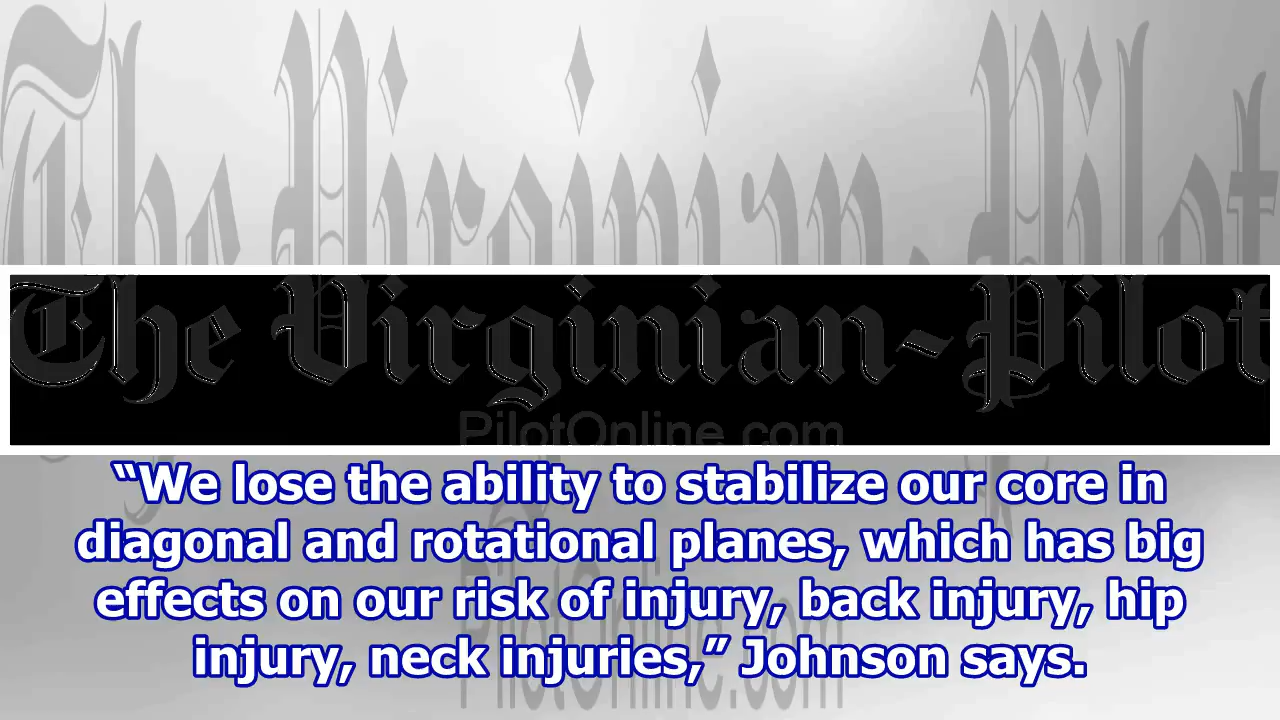 The Virginian-Pilot
The Virginian-Pilot
PilotOnline.com
“We lose the ability to stabilize our core in
diagonal and rotational planes, which has big
effects on our risk of injury, back injury, hip
injury, neck injuries,” Johnson says.
PilotOnline.com